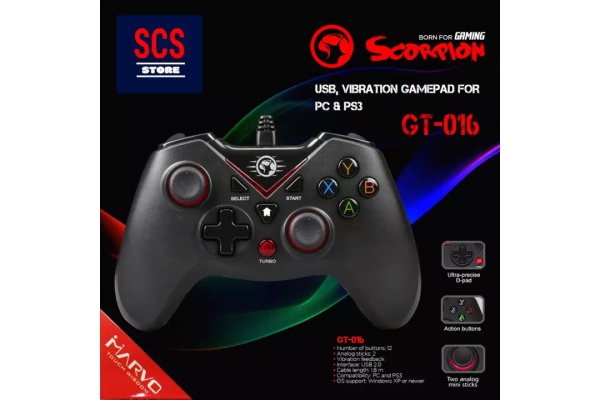 SCS
STORE
BORN FOR GAMING
SCORPION
USB, VIBRATION GAMEPAD FOR
PC & PS3
GT-016
SELECT
START
TURBO
Y
X
B
A
Ultra-precise
D-pad
Action buttons
Two analog
mini sticks
MARVO
TOUCH WISDOM
GT-016
• Number of buttons: 12
• Analog sticks: 2
• Vibration feedback
• Interface: USB 2.0
• Cable length: 1.8 m
• Compatibility: PC and PS3
• OS support: Windows XP or newer